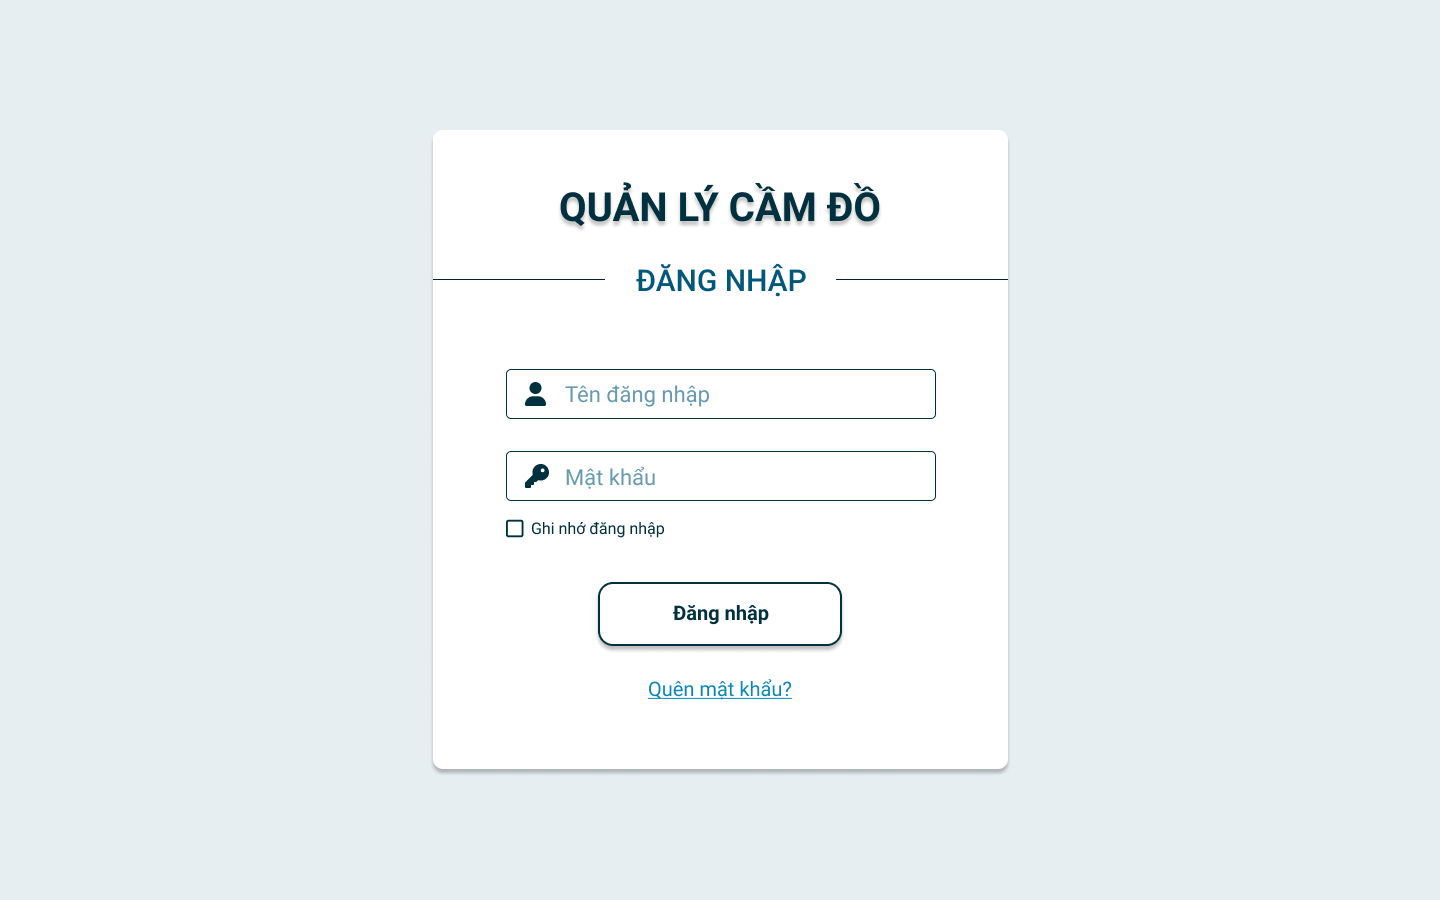 QUẢN LÝ CẦM ĐỒ
ĐĂNG NHẬP
Tên đăng nhập
Mật khẩu
Ghi nhớ đăng nhập
Đăng nhập
Quên mật khẩu?